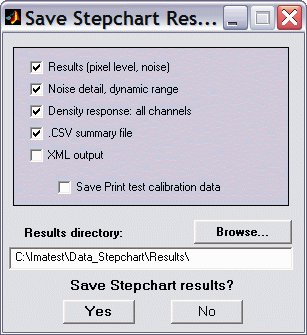 Save Stepchart Res...
Results (pixel level, noise)
Noise detail, dynamic range
Density response: all channels
.CSV summary file
XML output
Save Print test calibration data
Results directory:
Browse...
C:\Imatest\Data_Stepchart\Results\
Save Stepchart results?
Yes
No